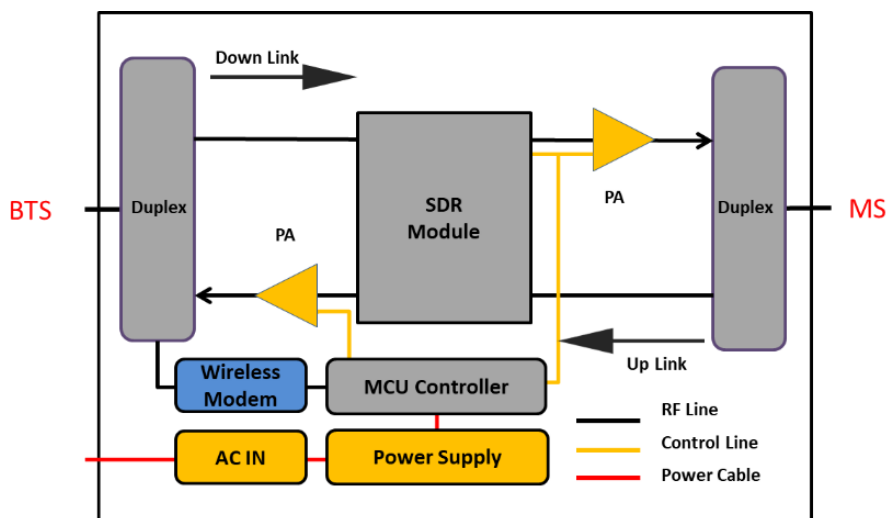 Down Link
BTS
Duplex
SDR
Module
PA
PA
Duplex
MS
Up Link
Wireless
Modem
MCU Controller
AC IN
Power Supply
RF Line
Control Line
Power Cable